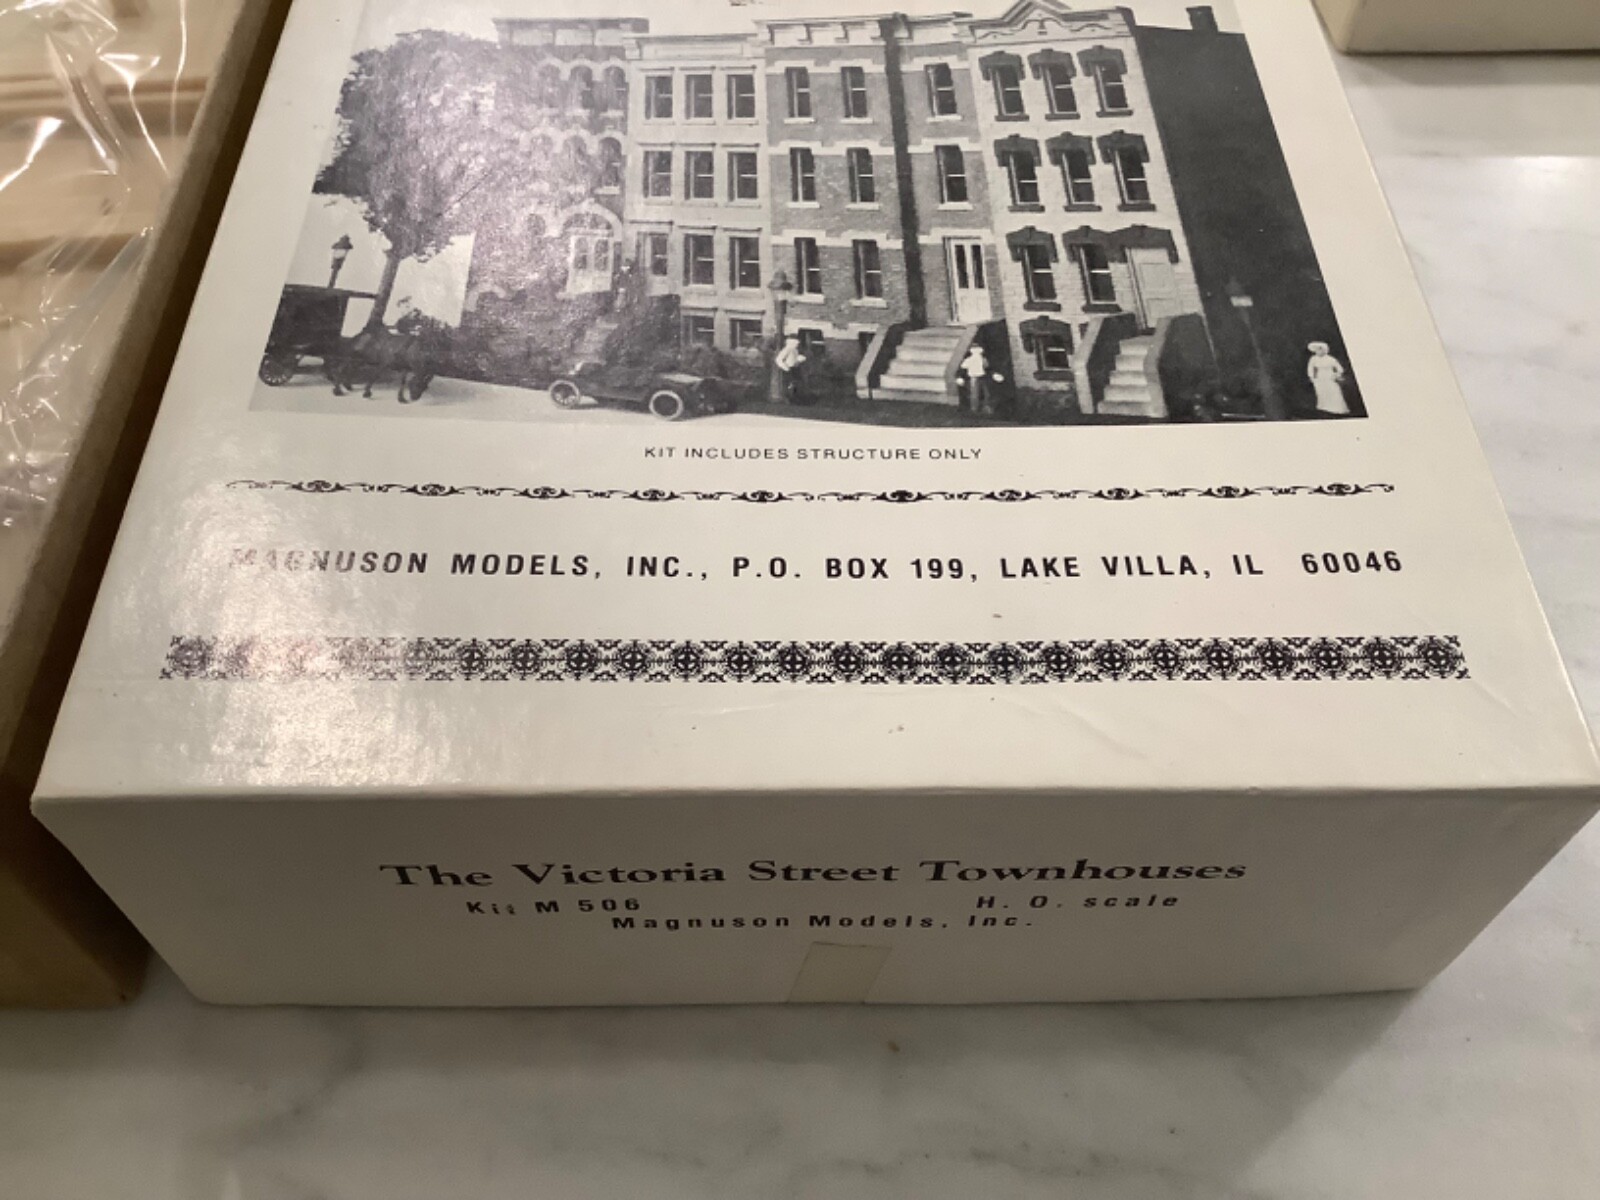 KIT INCLUDES STRUCTURE ONLY
MAGNUSON MODELS, INC., P.O. BOX 199, LAKE VILLA, IL 60046
The Victoria Street Townhouses
Kit M 506 H. O. scale
Magnuson Models, Inc.